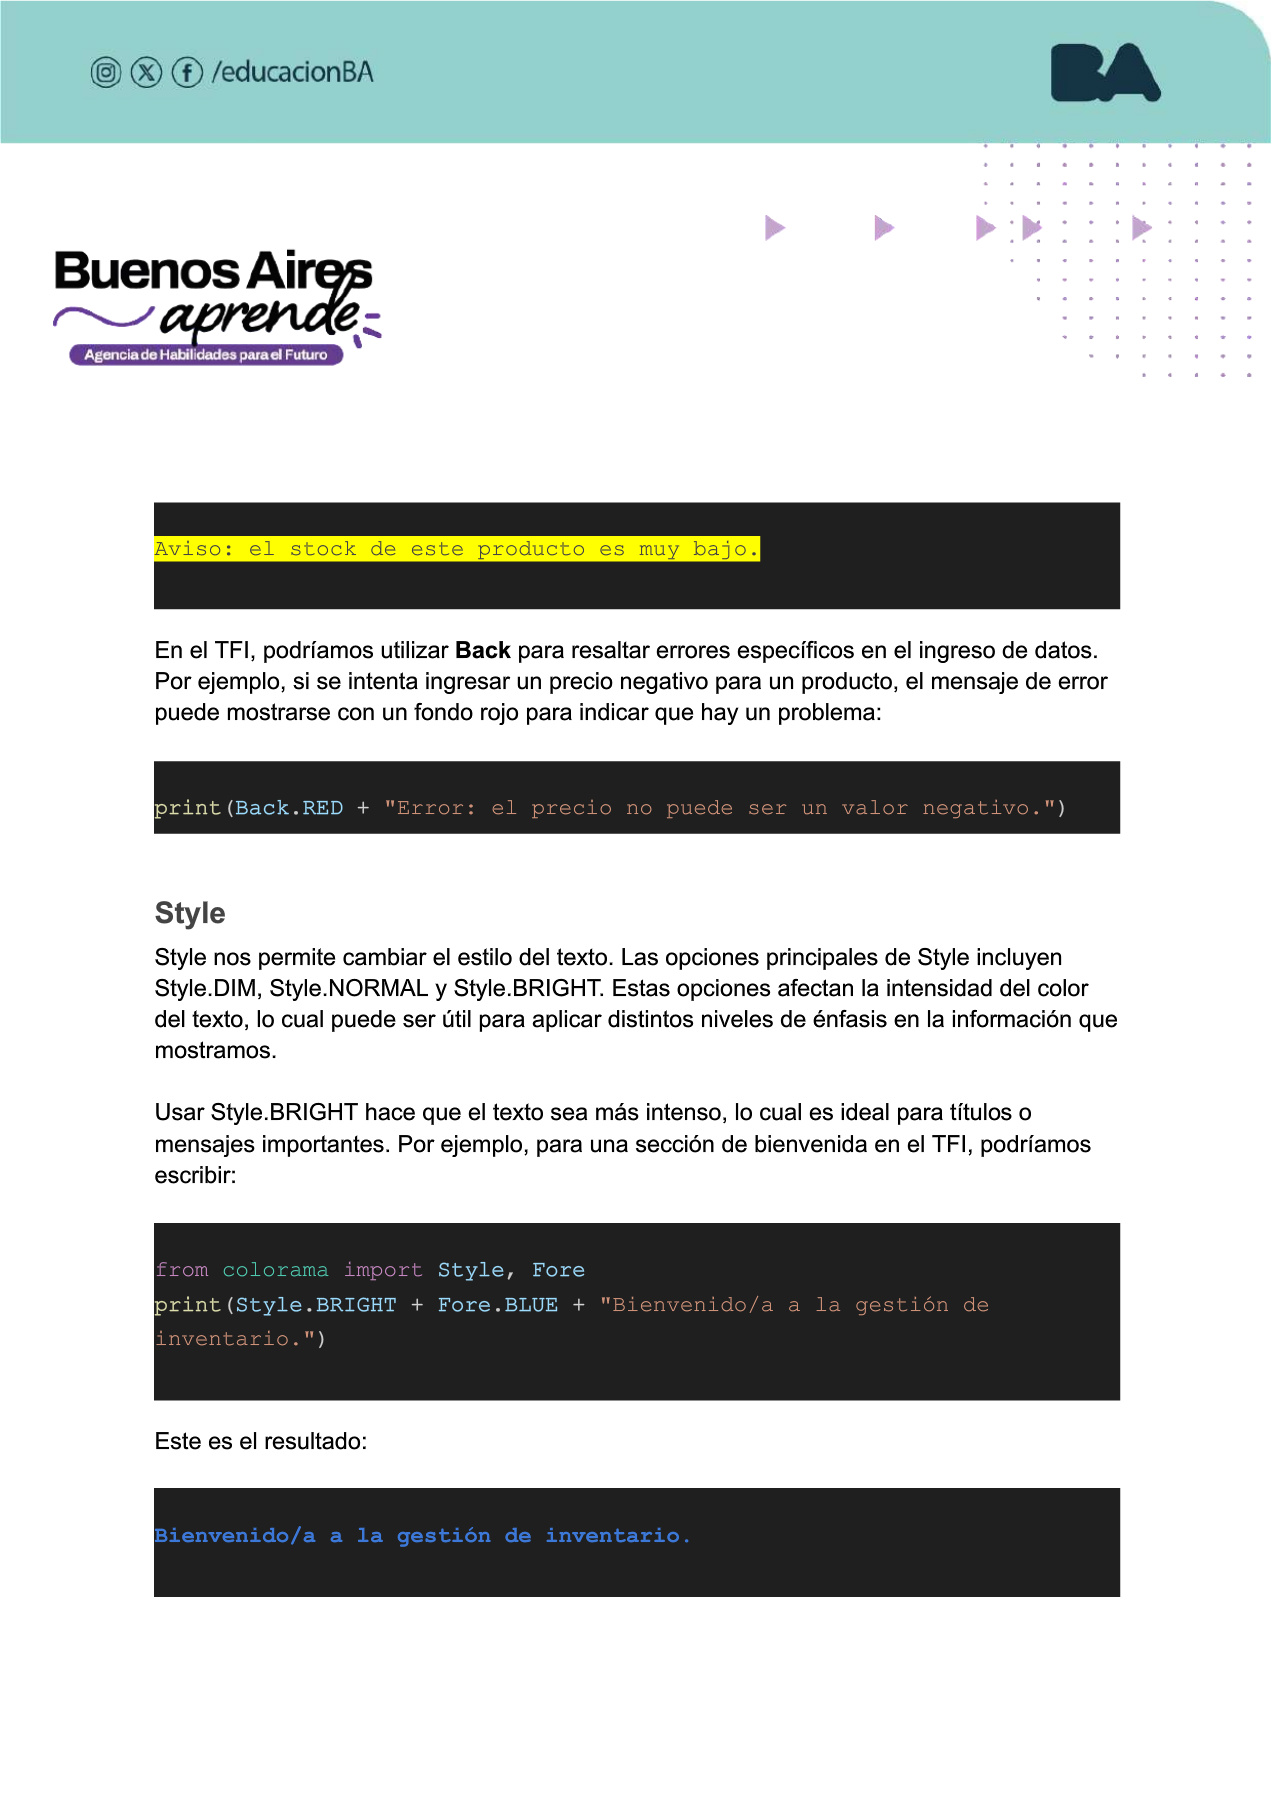 /educacionBA
BA
Buenos Aires
aprende
Agencia de Habilidades para el Futuro
Aviso: el stock de este producto es muy bajo.
En el TFI, podríamos utilizar Back para resaltar errores específicos en el ingreso de datos.
Por ejemplo, si se intenta ingresar un precio negativo para un producto, el mensaje de error
puede mostrarse con un fondo rojo para indicar que hay un problema:
print(Back.RED + "Error: el precio no puede ser un valor negativo.")
Style
Style nos permite cambiar el estilo del texto. Las opciones principales de Style incluyen
Style.DIM, Style.NORMAL y Style.BRIGHT. Estas opciones afectan la intensidad del color
del texto, lo cual puede ser útil para aplicar distintos niveles de énfasis en la información que
mostramos.
Usar Style.BRIGHT hace que el texto sea más intenso, lo cual es ideal para títulos o
mensajes importantes. Por ejemplo, para una sección de bienvenida en el TFI, podríamos
escribir:
from colorama import Style, Fore
print(Style.BRIGHT + Fore.BLUE + "Bienvenido/a a la gestión de
inventario.")
Este es el resultado:
Bienvenido/a a la gestión de inventario.